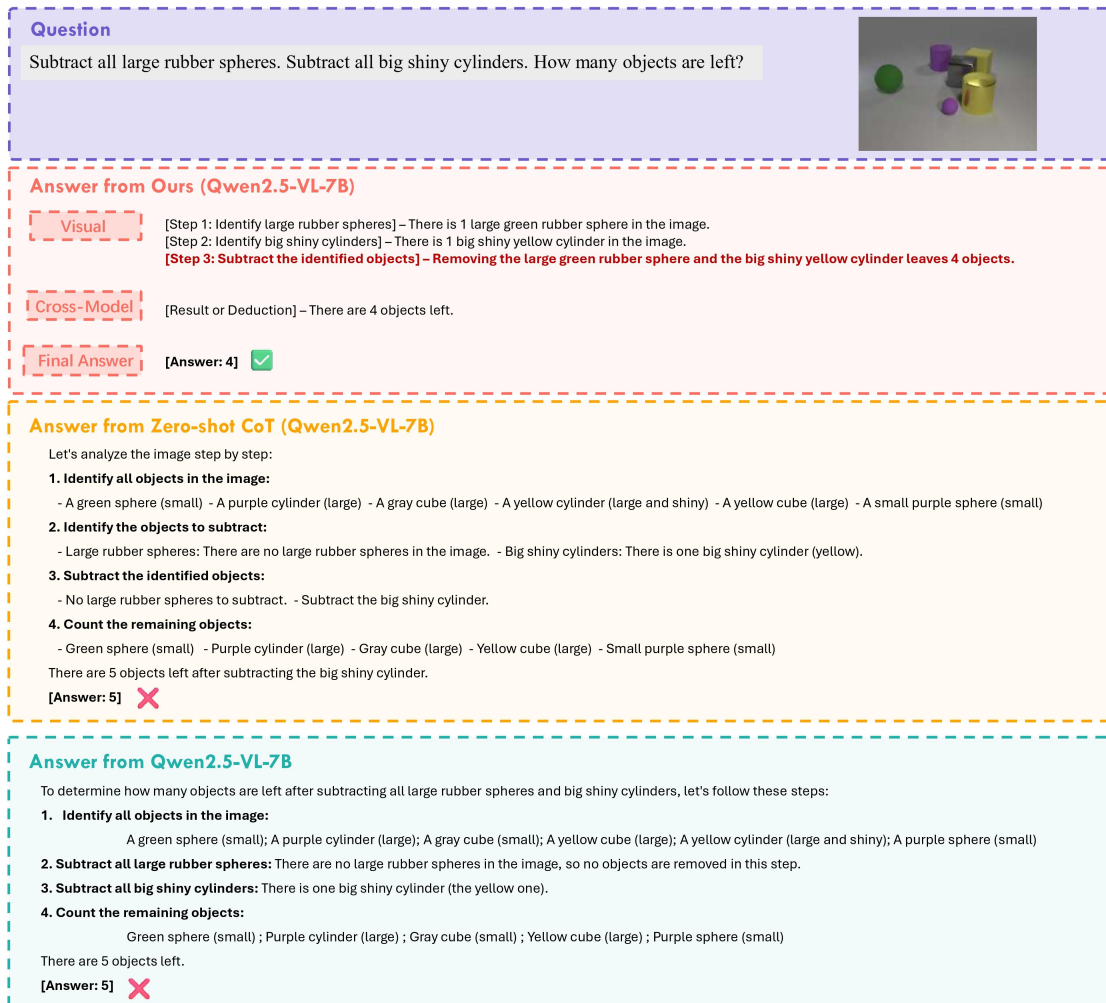 Question
Subtract all large rubber spheres. Subtract all big shiny cylinders. How many objects are left?
Answer from Ours (Qwen2.5-VL-7B)
Visual
[Step 1: Identify large rubber spheres] – There is 1 large green rubber sphere in the image.
[Step 2: Identify big shiny cylinders] – There is 1 big shiny yellow cylinder in the image.
[Step 3: Subtract the identified objects] – Removing the large green rubber sphere and the big shiny yellow cylinder leaves 4 objects.
Cross-Model
[Result or Deduction] – There are 4 objects left.
Final Answer
[Answer: 4]
Answer from Zero-shot CoT (Qwen2.5-VL-7B)
Let's analyze the image step by step:
1. Identify all objects in the image:
- A green sphere (small) - A purple cylinder (large) - A gray cube (large) - A yellow cylinder (large and shiny) - A yellow cube (large) - A small purple sphere (small)
2. Identify the objects to subtract:
- Large rubber spheres: There are no large rubber spheres in the image. - Big shiny cylinders: There is one big shiny cylinder (yellow).
3. Subtract the identified objects:
- No large rubber spheres to subtract. - Subtract the big shiny cylinder.
4. Count the remaining objects:
- Green sphere (small) - Purple cylinder (large) - Gray cube (large) - Yellow cube (large) - Small purple sphere (small)
There are 5 objects left after subtracting the big shiny cylinder.
[Answer: 5]
Answer from Qwen2.5-VL-7B
To determine how many objects are left after subtracting all large rubber spheres and big shiny cylinders, let's follow these steps:
1. Identify all objects in the image:
A green sphere (small); A purple cylinder (large); A gray cube (small); A yellow cube (large); A yellow cylinder (large and shiny); A purple sphere (small)
2. Subtract all large rubber spheres: There are no large rubber spheres in the image, so no objects are removed in this step.
3. Subtract all big shiny cylinders: There is one big shiny cylinder (the yellow one).
4. Count the remaining objects:
Green sphere (small) ; Purple cylinder (large) ; Gray cube (small) ; Yellow cube (large) ; Purple sphere (small)
There are 5 objects left.
[Answer: 5]